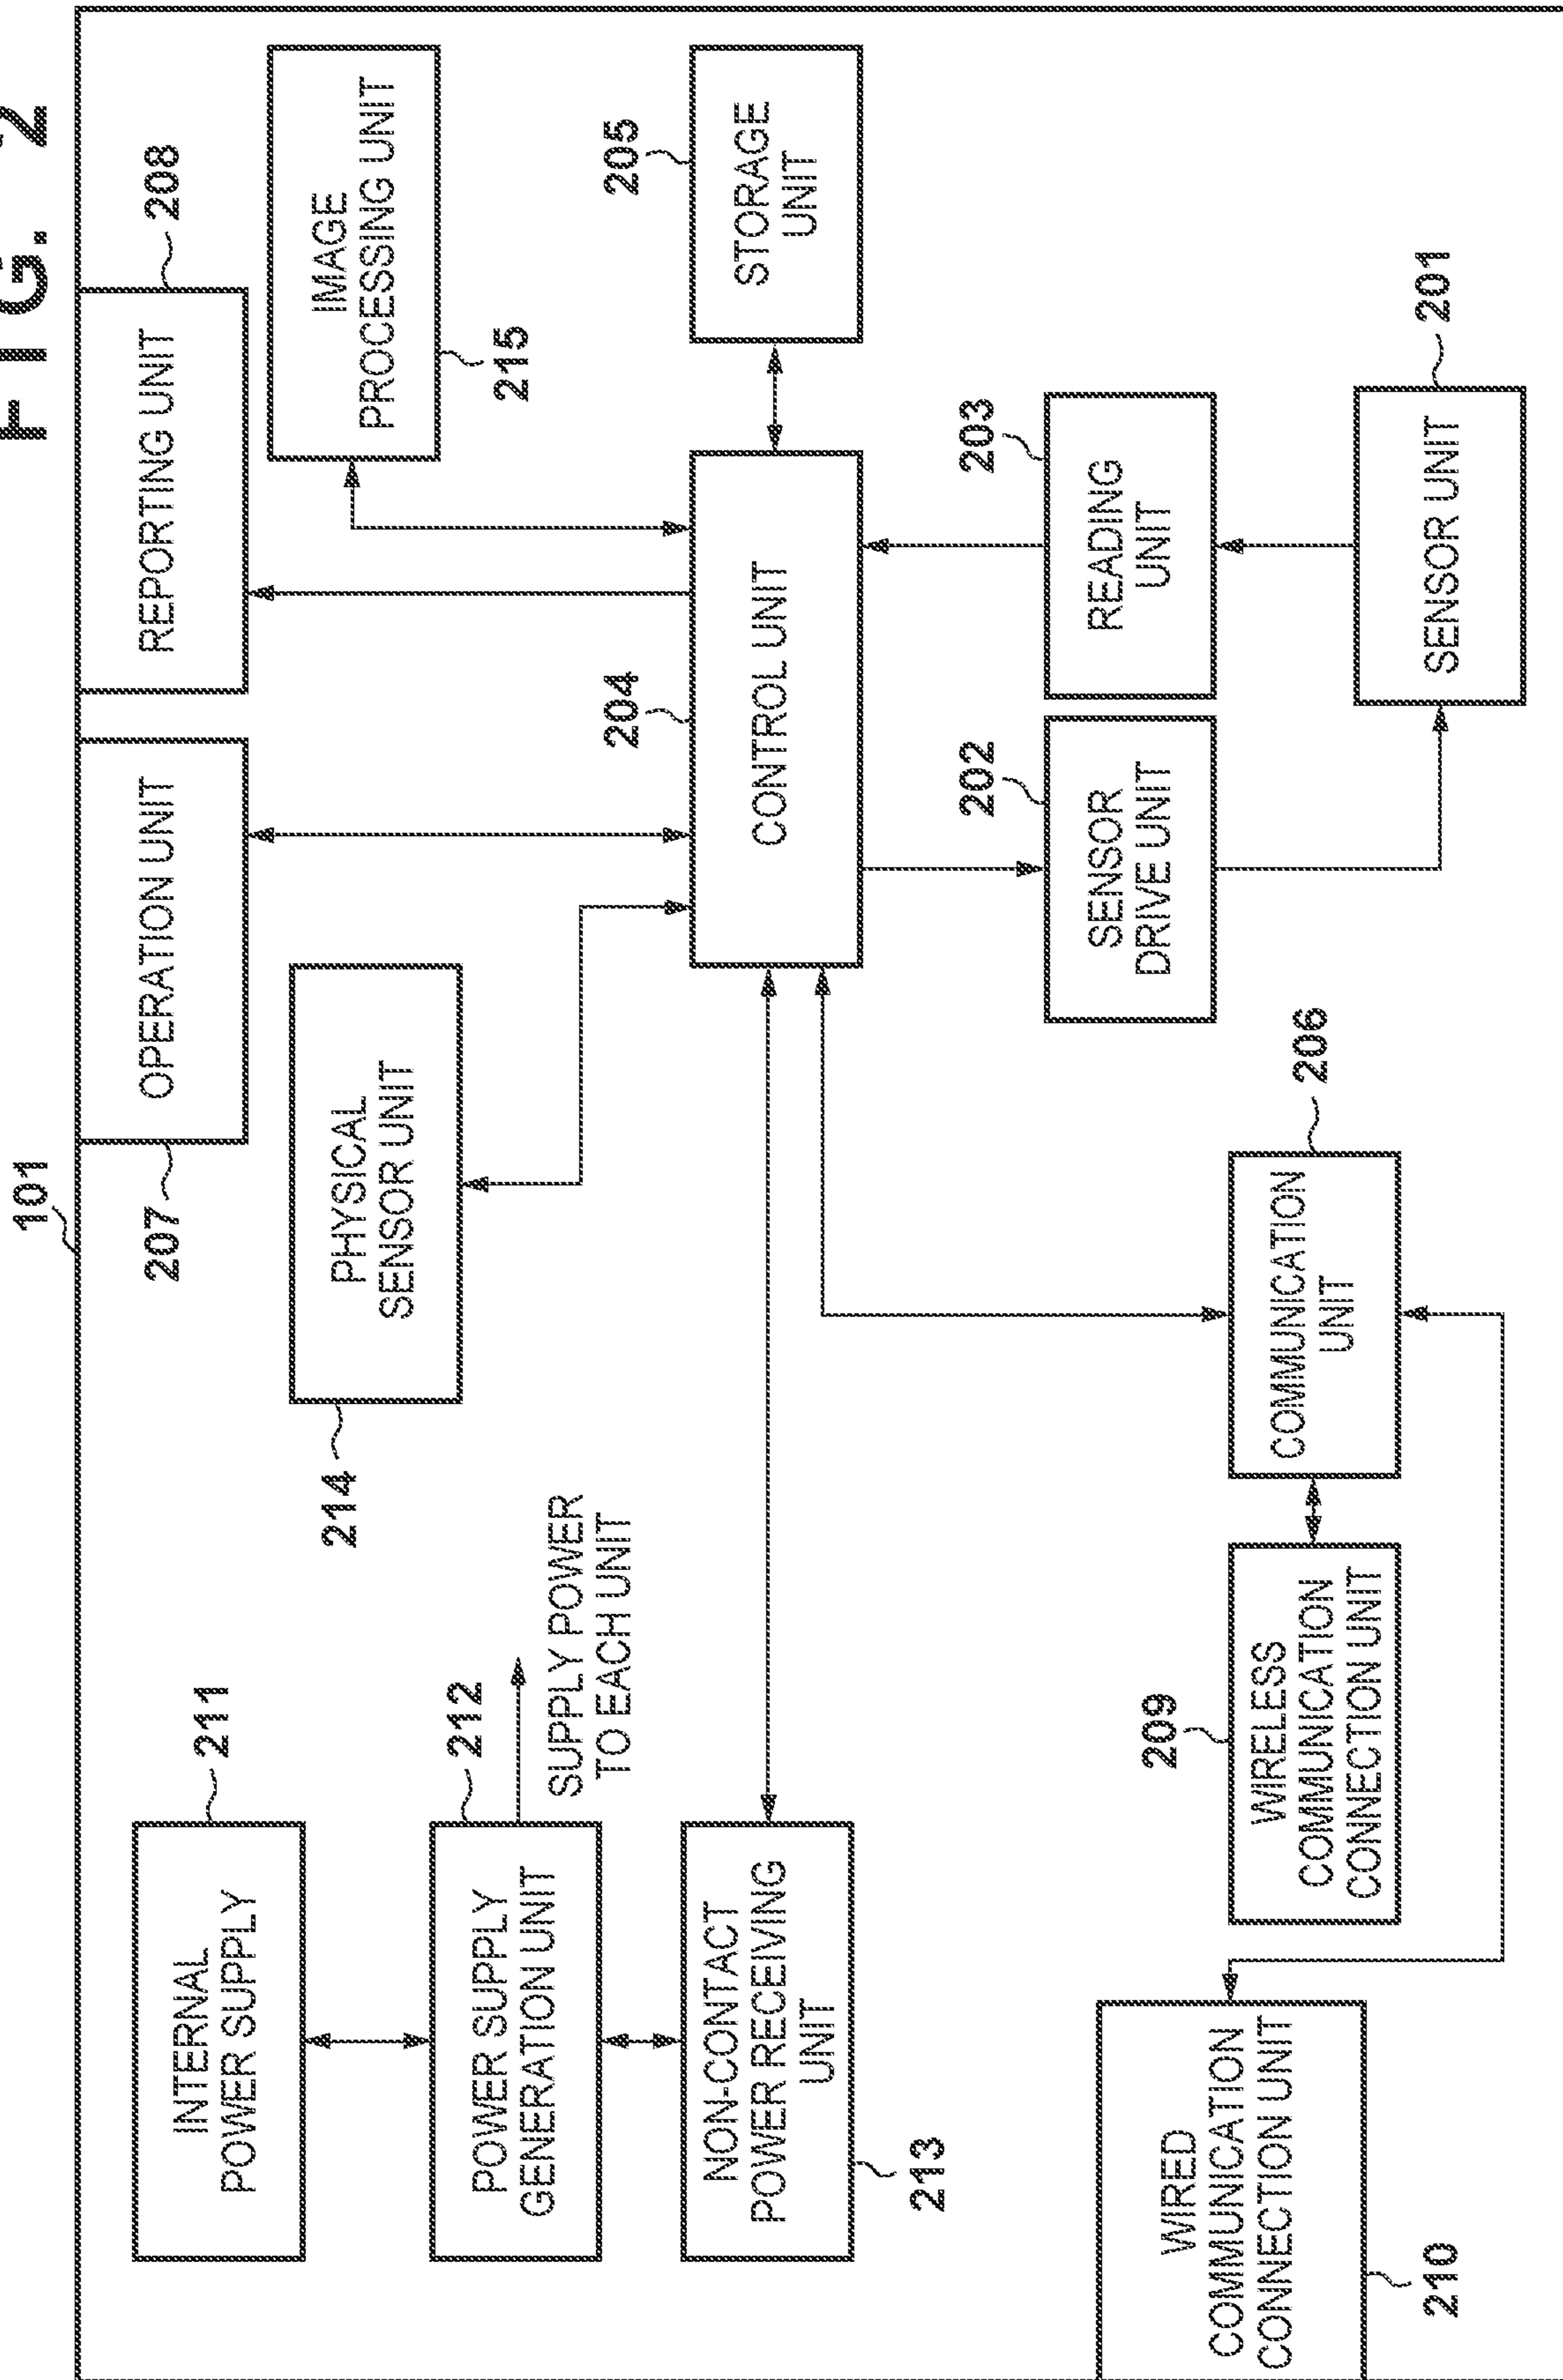 FIG. 2
101
INTERNAL
POWER SUPPLY
211
POWER SUPPLY
GENERATION UNIT
212
SUPPLY POWER
TO EACH UNIT
NON-CONTACT
POWER RECEIVING
UNIT
213
WIRED
COMMUNICATION
CONNECTION UNIT
210
WIRELESS
COMMUNICATION
CONNECTION UNIT
209
COMMUNICATION
UNIT
206
207
OPERATION UNIT
PHYSICAL
SENSOR UNIT
214
REPORTING UNIT
208
IMAGE
PROCESSING UNIT
215
204
CONTROL UNIT
STORAGE
UNIT
205
SENSOR
DRIVE UNIT
202
READING
UNIT
203
SENSOR UNIT
201